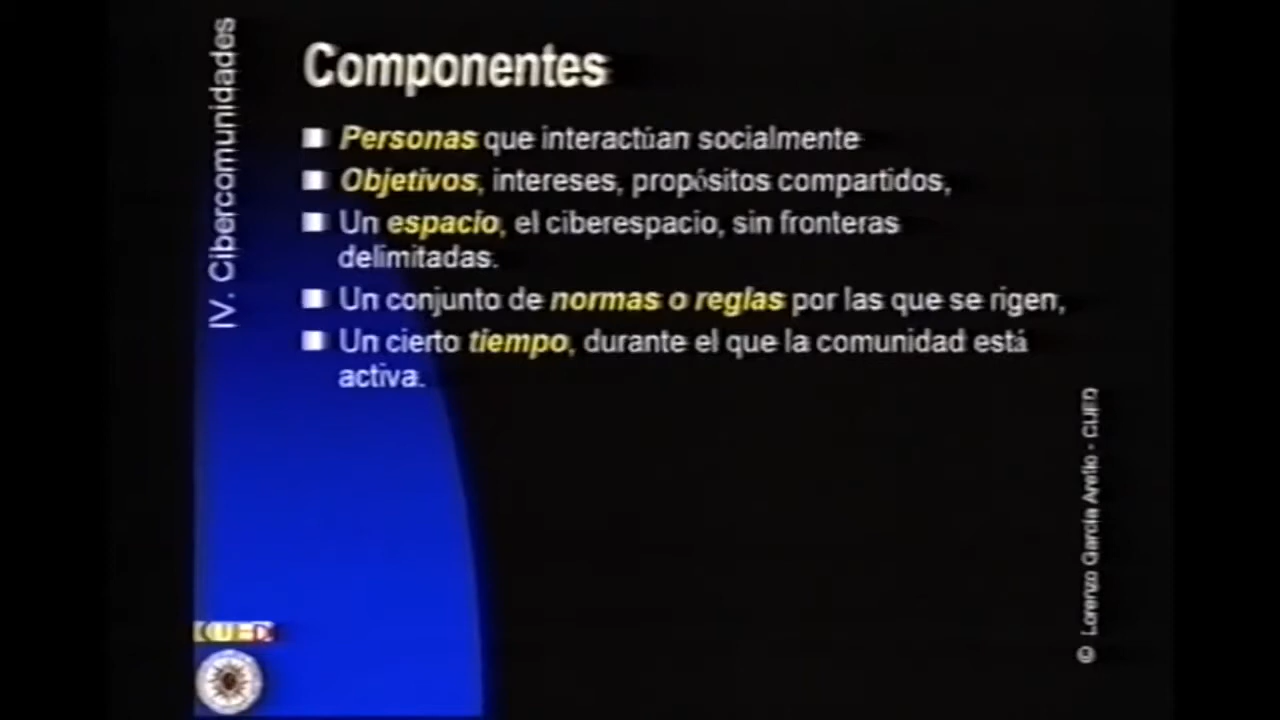 IV. Cibercomunidades
Componentes
Personas que interactúan socialmente
Objetivos, intereses, propósitos compartidos,
Un espacio, el ciberespacio, sin fronteras
delimitadas.
Un conjunto de normas o reglas por las que se rigen,
Un cierto tiempo, durante el que la comunidad está
activa.
© Lorenzo García Aretio - CUED
CUED